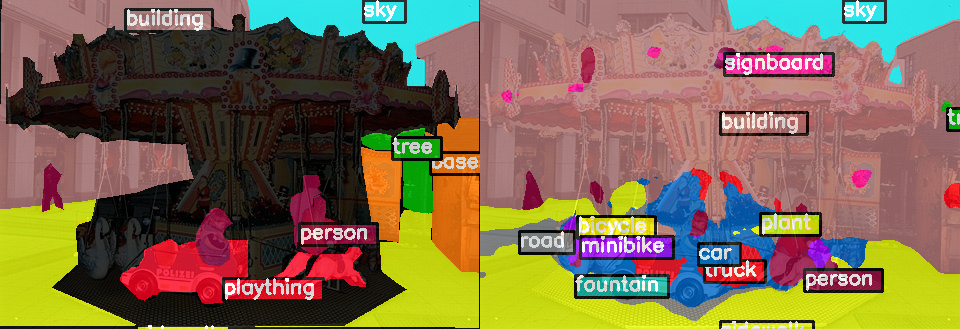 building
sky
tree
base
person
plaything
POLIZEI
sky
signboard
building
tr
road
bicycle
minibike
plant
car
truck
fountain
person
sidewalk